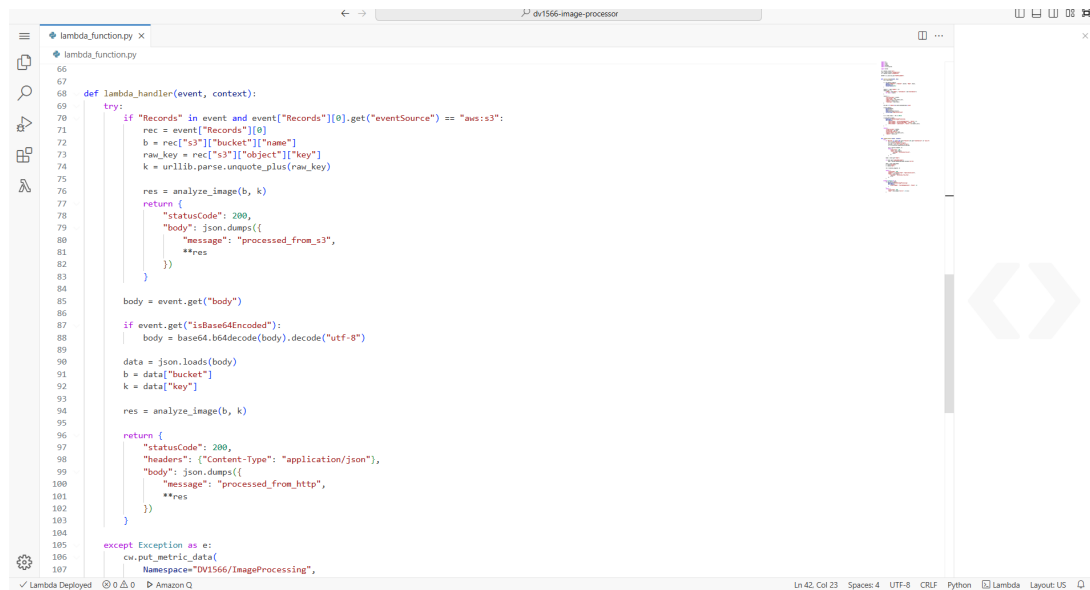 dv1566-image-processor
lambda_function.py
lambda_function.py
66
67
68 def lambda_handler(event, context):
69     try:
70         if "Records" in event and event["Records"][0].get("eventSource") == "aws:s3":
71             rec = event["Records"][0]
72             b = rec["s3"]["bucket"]["name"]
73             raw_key = rec["s3"]["object"]["key"]
74             k = urllib.parse.unquote_plus(raw_key)
75
76             res = analyze_image(b, k)
77             return {
78                 "statusCode": 200,
79                 "body": json.dumps({
80                     "message": "processed_from_s3",
81                     **res
82                 })
83             }
84
85         body = event.get("body")
86
87         if event.get("isBase64Encoded"):
88             body = base64.b64decode(body).decode("utf-8")
89
90         data = json.loads(body)
91         b = data["bucket"]
92         k = data["key"]
93
94         res = analyze_image(b, k)
95
96         return {
97             "statusCode": 200,
98             "headers": {"Content-Type": "application/json"},
99             "body": json.dumps({
100                 "message": "processed_from_http",
101                 **res
102             })
103         }
104
105     except Exception as e:
106         cw.put_metric_data(
107             Namespace="DV1566/ImageProcessing",
Lambda Deployed 0 0 Amazon Q Ln 42, Col 23 Spaces: 4 UTF-8 CRLF Python Lambda Layout: US